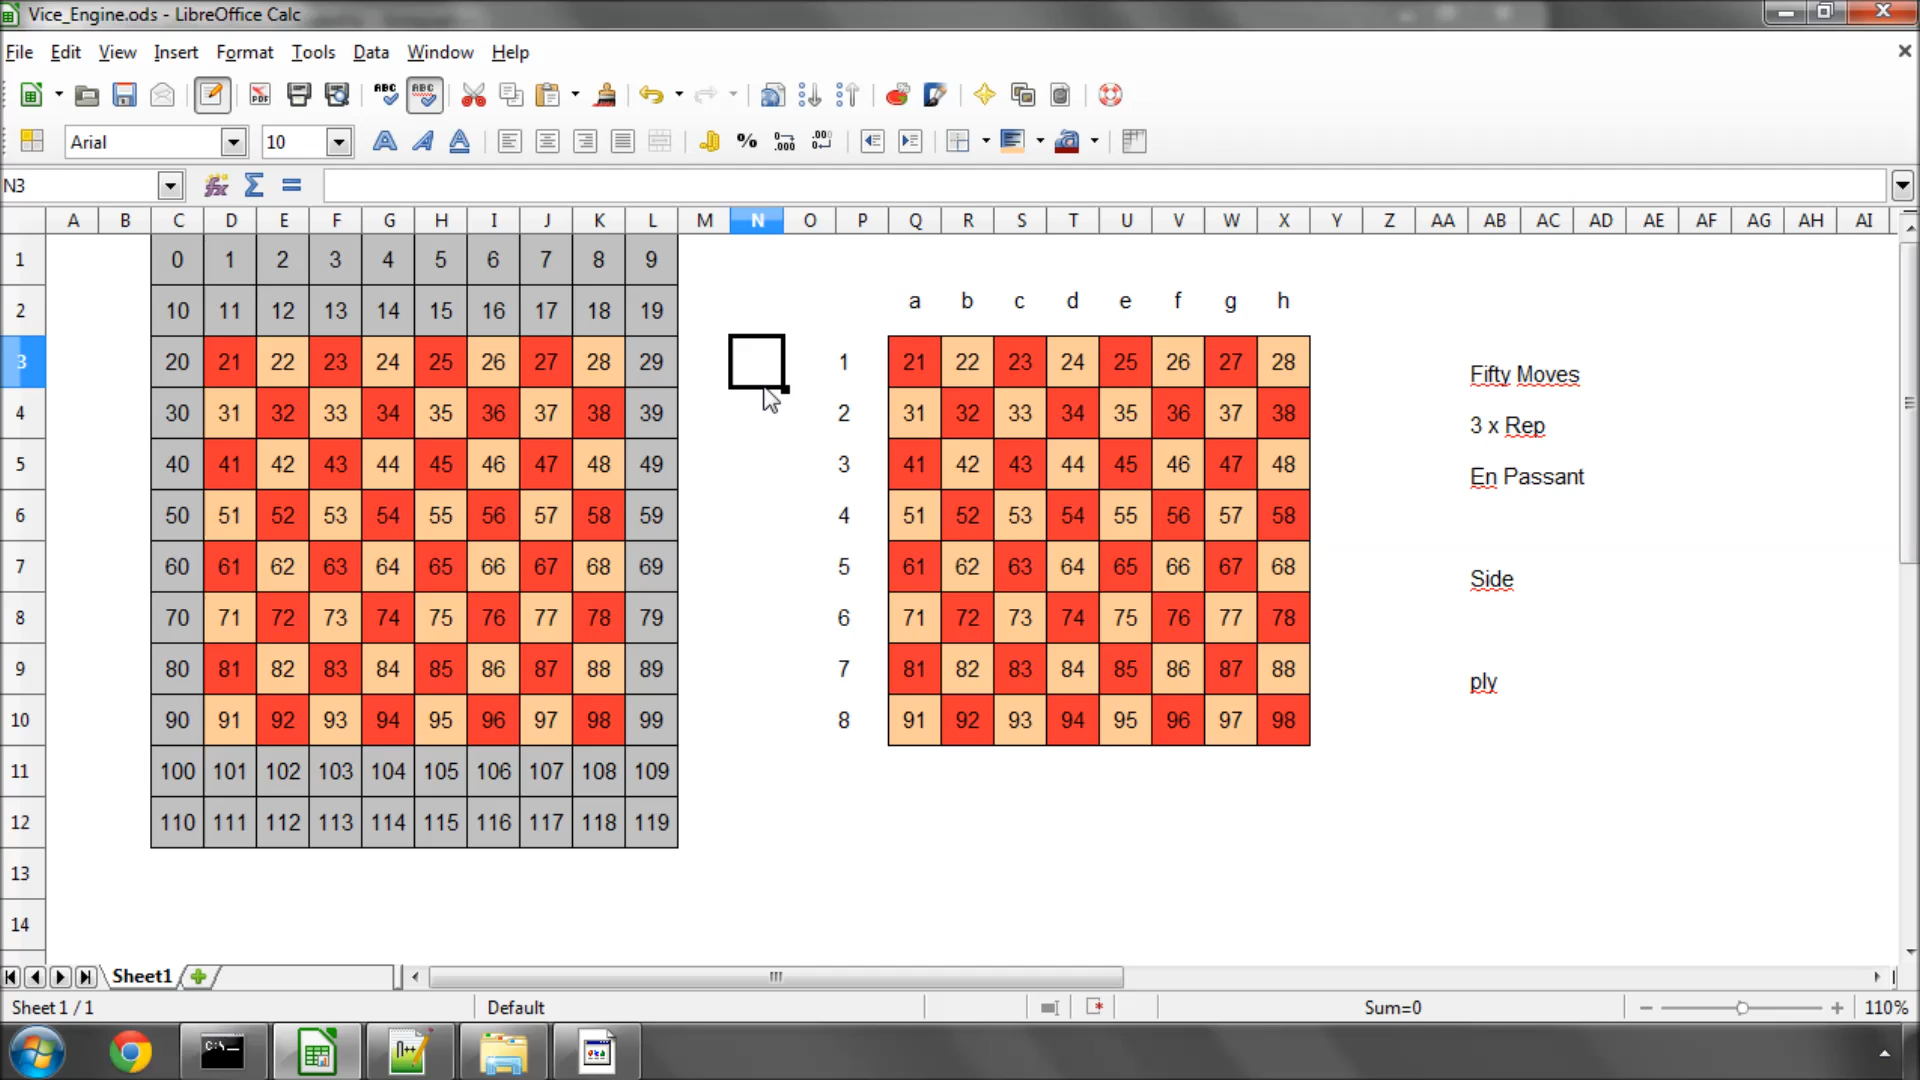 Vice_Engine.ods - LibreOffice Calc
File Edit View Insert Format Tools Data Window Help
Arial 10
N3
A B C D E F G H I J K L M N O P Q R S T U V W X Y Z AA AB AC AD AE AF AG AH AI
1 0 1 2 3 4 5 6 7 8 9
2 10 11 12 13 14 15 16 17 18 19 a b c d e f g h
3 20 21 22 23 24 25 26 27 28 29 1 21 22 23 24 25 26 27 28 Fifty Moves
4 30 31 32 33 34 35 36 37 38 39 2 31 32 33 34 35 36 37 38 3 x Rep
5 40 41 42 43 44 45 46 47 48 49 3 41 42 43 44 45 46 47 48 En Passant
6 50 51 52 53 54 55 56 57 58 59 4 51 52 53 54 55 56 57 58
7 60 61 62 63 64 65 66 67 68 69 5 61 62 63 64 65 66 67 68 Side
8 70 71 72 73 74 75 76 77 78 79 6 71 72 73 74 75 76 77 78
9 80 81 82 83 84 85 86 87 88 89 7 81 82 83 84 85 86 87 88 ply
10 90 91 92 93 94 95 96 97 98 99 8 91 92 93 94 95 96 97 98
11 100 101 102 103 104 105 106 107 108 109
12 110 111 112 113 114 115 116 117 118 119
13
14
Sheet1
Sheet 1 / 1 Default Sum=0 110%